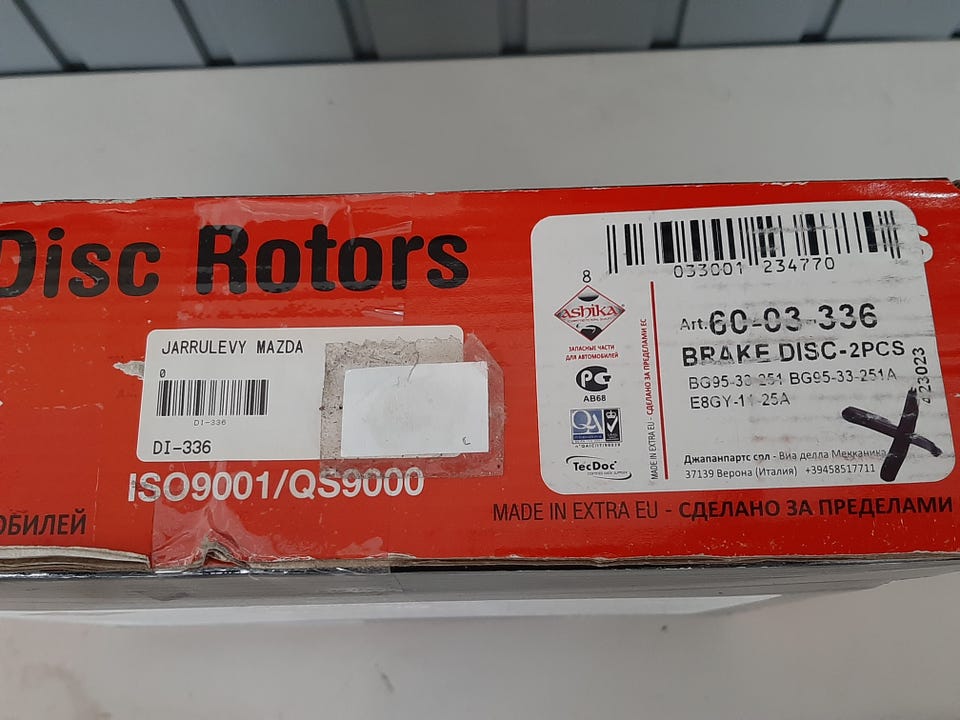 Disc Rotors
JARRULEVY MAZDA
0
DI-336
DI-336
ISO9001/QS9000
ОБИЛЕЙ
8 033001 234770
ASHIKA
ЗАПАСНЫЕ ЧАСТИ
ДЛЯ АВТОМОБИЛЕЙ
PG
АВ68
QA
TecDoc
MADE IN EXTRA EU - СДЕЛАНО ЗА ПРЕДЕЛАМИ ЕС
Art. 60-03-336
BRAKE DISC-2PCS
BG95-33-251 BG95-33-251A
E8GY-11-25A
Джапанпартс спл - Виа делла Мекканика
37139 Верона (Италия) +39458517711
MADE IN EXTRA EU - СДЕЛАНО ЗА ПРЕДЕЛАМИ